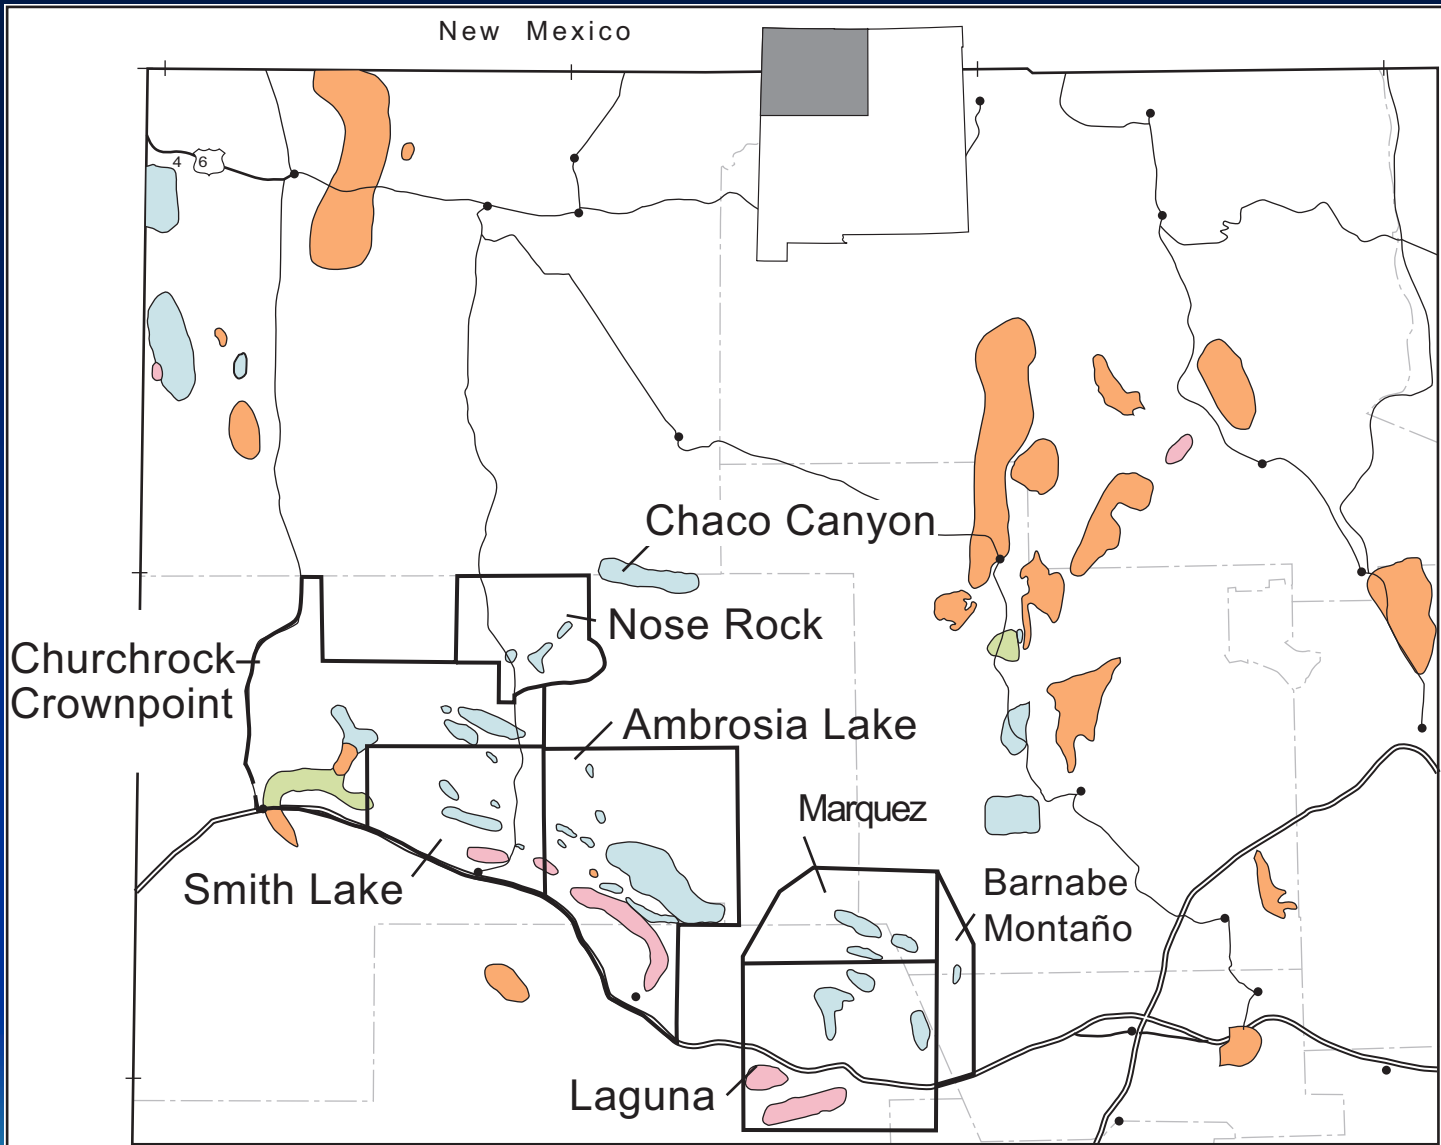 New Mexico
4 6
Chaco Canyon
Nose Rock
Churchrock
Crownpoint
Ambrosia Lake
Marquez
Smith Lake
Barnabe
Montaño
Laguna